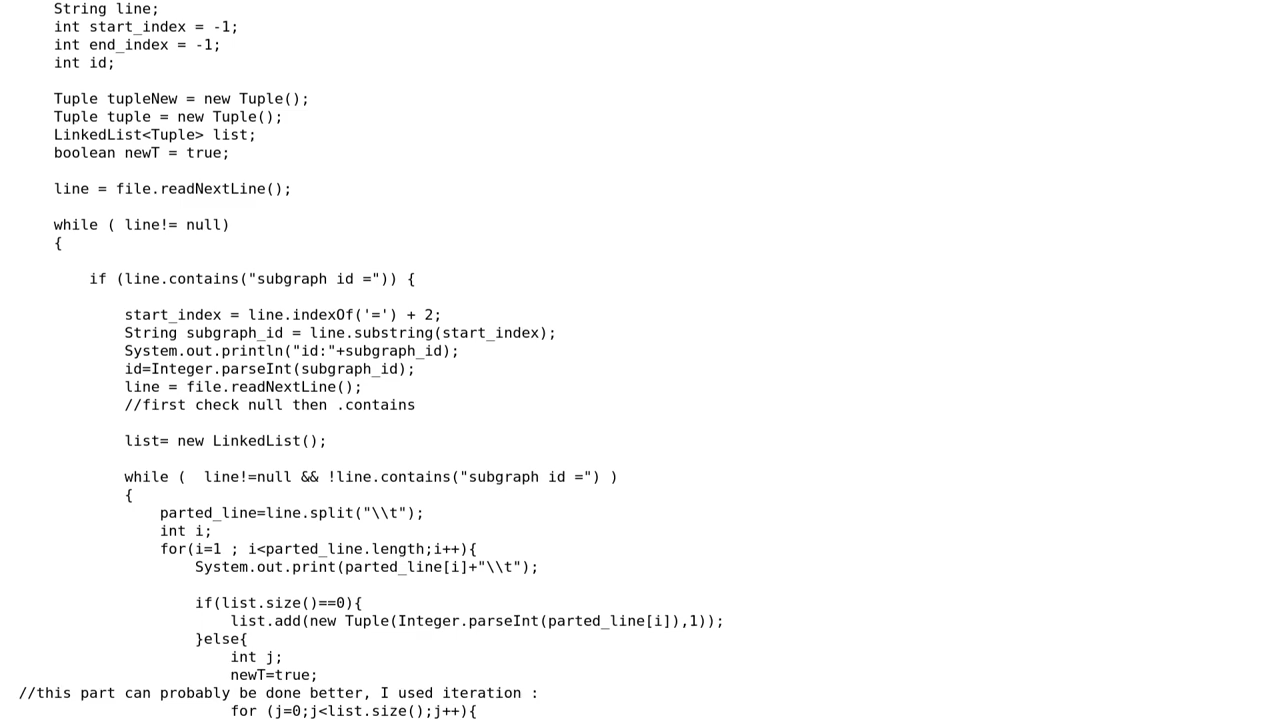 String line;
int start_index = -1;
int end_index = -1;
int id;
Tuple tupleNew = new Tuple();
Tuple tuple = new Tuple();
LinkedList<Tuple> list;
boolean newT = true;
line = file.readNextLine();
while ( line!= null)
{
if (line.contains("subgraph id =")) {
start_index = line.indexOf('=') + 2;
String subgraph_id = line.substring(start_index);
System.out.println("id:"+subgraph_id);
id=Integer.parseInt(subgraph_id);
line = file.readNextLine();
//first check null then .contains
list= new LinkedList();
while (  line!=null && !line.contains("subgraph id =") )
{
parted_line=line.split("\\t");
int i;
for(i=1 ; i<parted_line.length;i++){
System.out.print(parted_line[i]+"\\t");
if(list.size()==0){
list.add(new Tuple(Integer.parseInt(parted_line[i]),1));
}else{
int j;
newT=true;
//this part can probably be done better, I used iteration :
for (j=0;j<list.size();j++){